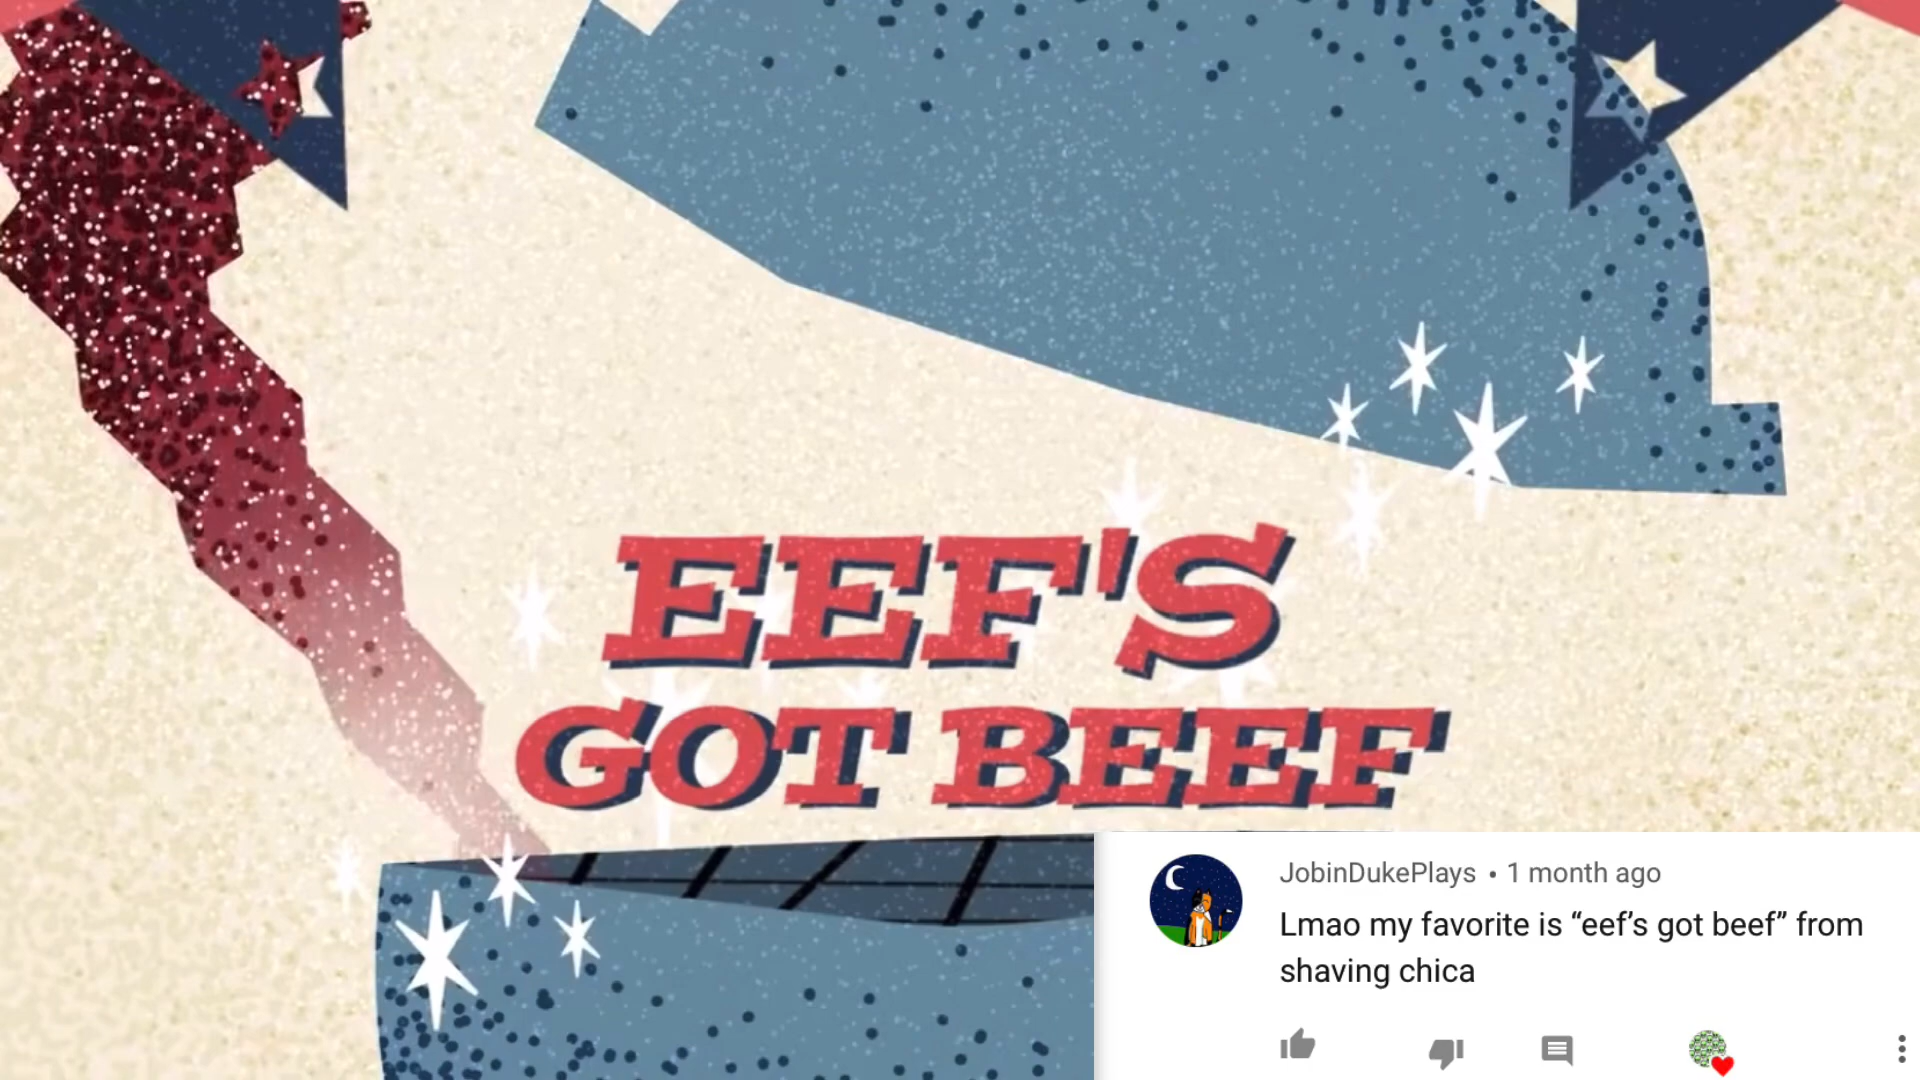 EEF'S
GOT BEEF
JobinDukePlays • 1 month ago
Lmao my favorite is “eef’s got beef” from
shaving chica